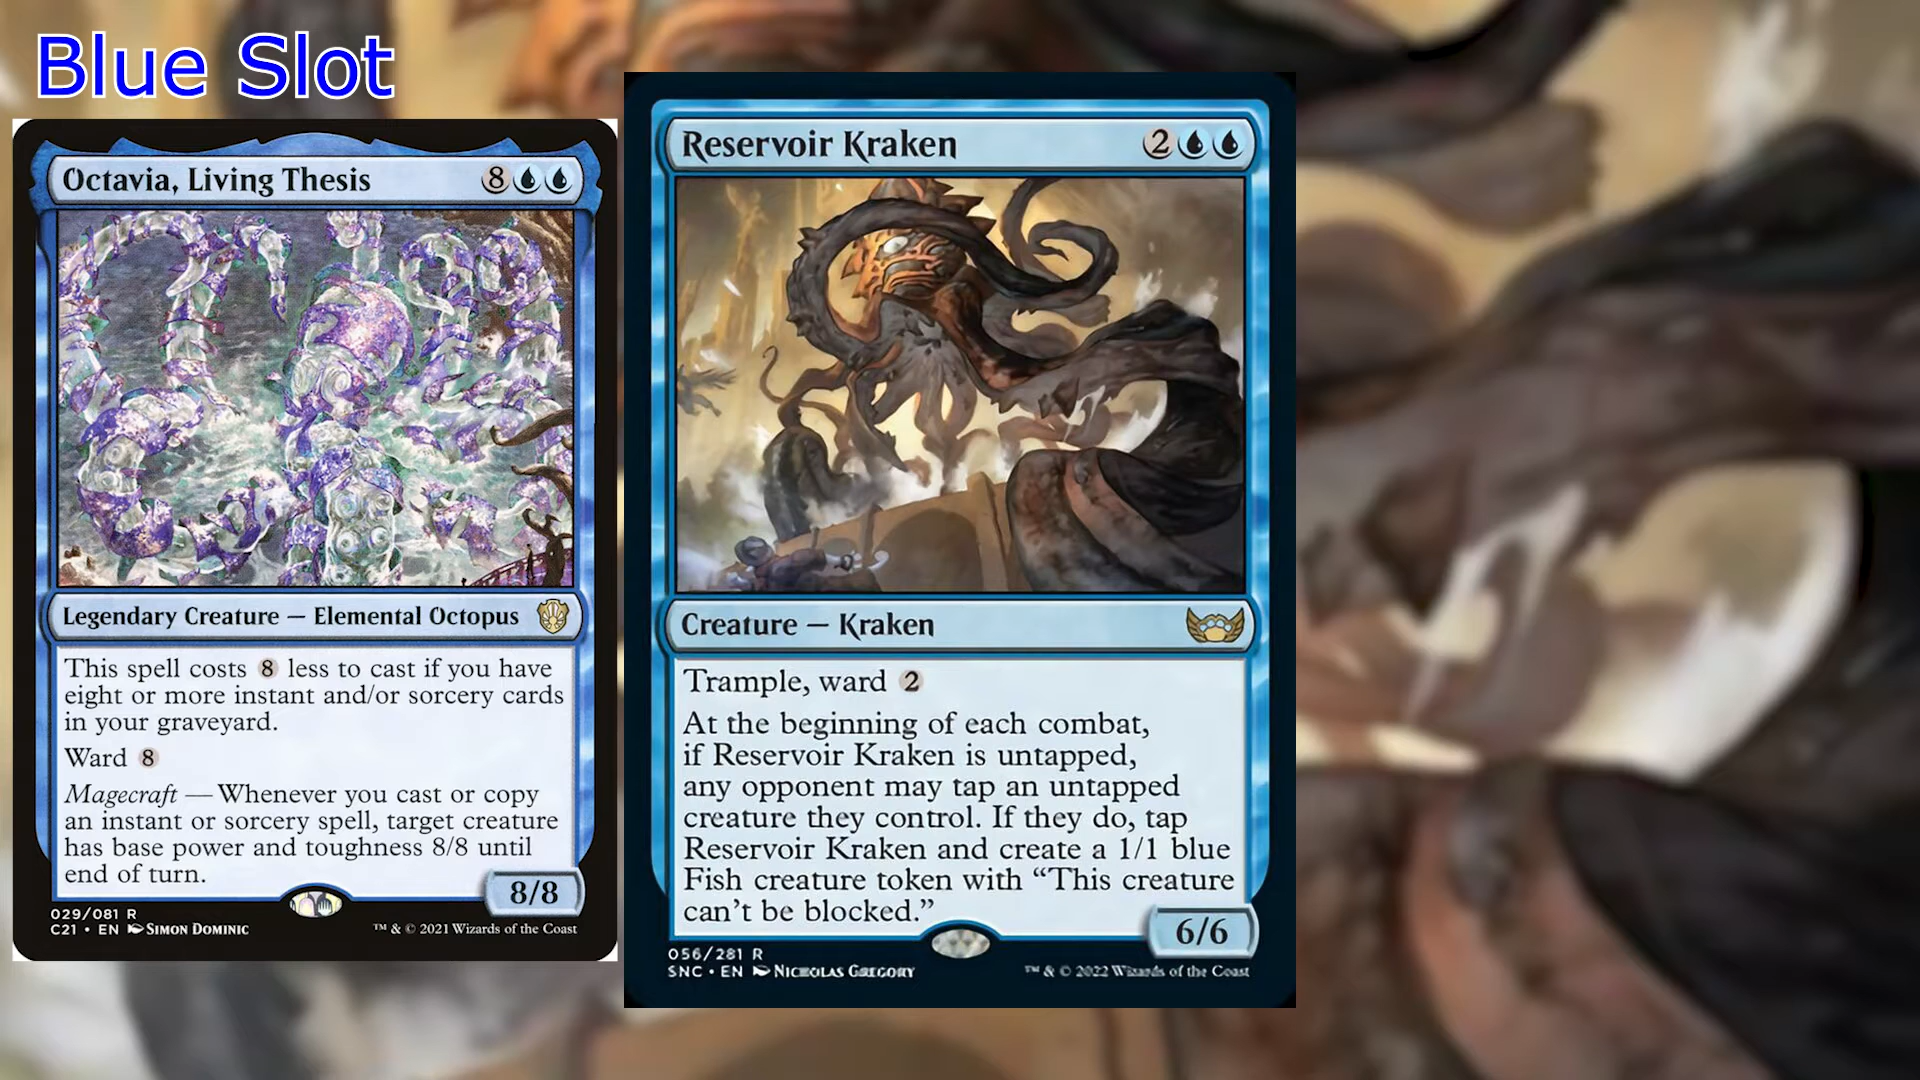 Blue Slot
Octavia, Living Thesis 8
Legendary Creature — Elemental Octopus
This spell costs 8 less to cast if you have
eight or more instant and/or sorcery cards
in your graveyard.
Ward 8
Magecraft — Whenever you cast or copy
an instant or sorcery spell, target creature
has base power and toughness 8/8 until
end of turn.
8/8
029/081 R
C21 • EN SIMON DOMINIC
™ & © 2021 Wizards of the Coast
Reservoir Kraken 2
Creature — Kraken
Trample, ward 2
At the beginning of each combat,
if Reservoir Kraken is untapped,
any opponent may tap an untapped
creature they control. If they do, tap
Reservoir Kraken and create a 1/1 blue
Fish creature token with “This creature
can’t be blocked.”
6/6
056/281 R
SNC • EN NICHOLAS GREGORY
™ & © 2022 Wizards of the Coast